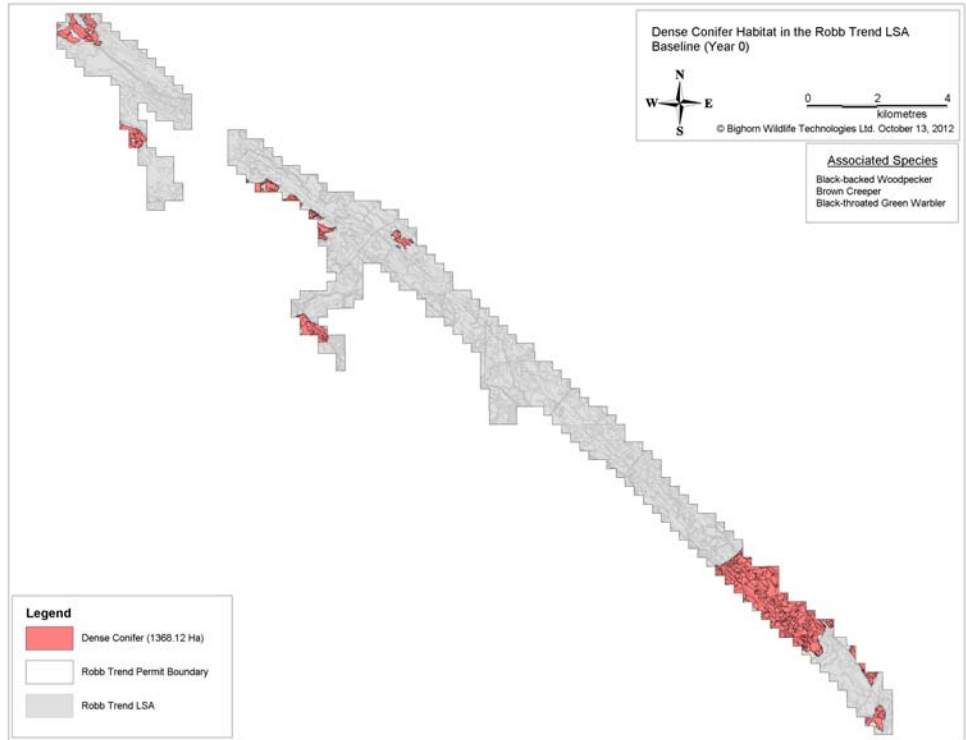 Dense Conifer Habitat in the Robb Trend LSA
Baseline (Year 0)
N
W E
S
0 2 4
kilometres
© Bighorn Wildlife Technologies Ltd. October 13, 2012
Associated Species
Black-backed Woodpecker
Brown Creeper
Black-throated Green Warbler
Legend
Dense Conifer (1368.12 Ha)
Robb Trend Permit Boundary
Robb Trend LSA